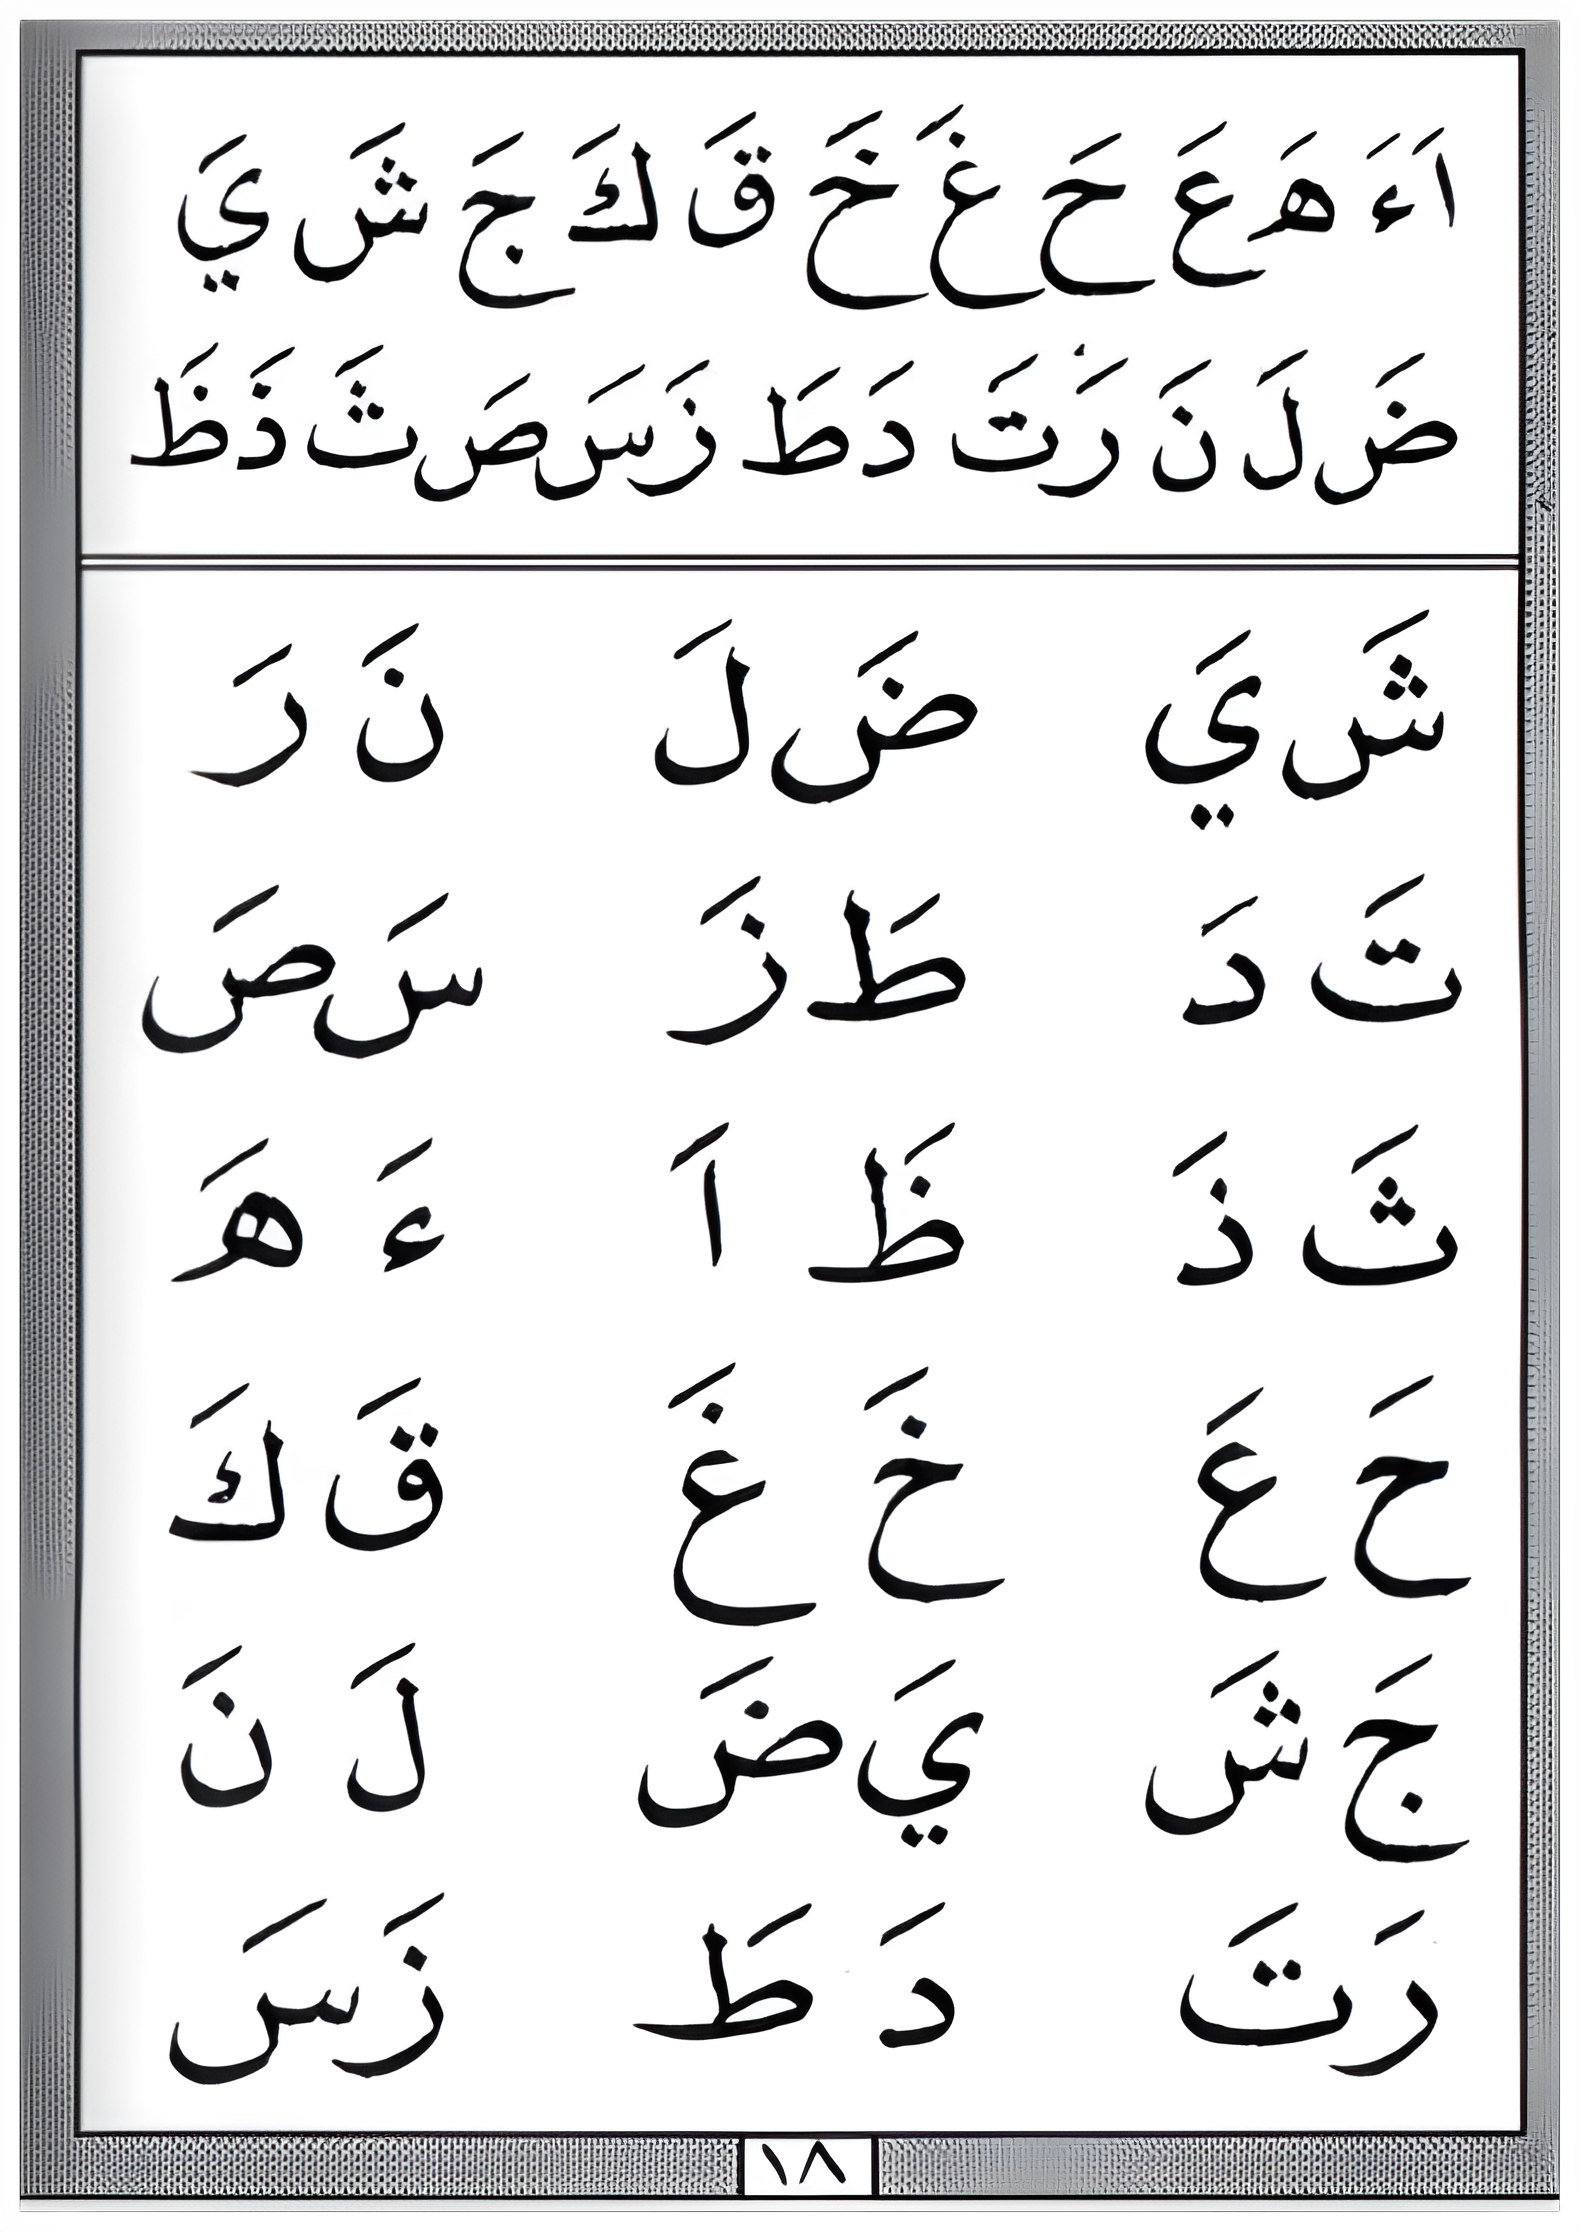 اَ ءَ هَ عَ حَ غَ خَ قَ كَ جَ شَ يَ
ضَ لَ نَ رَ تَ دَ طَ زَ سَ صَ ثَ ذَ ظَ
شَ يَ ضَ لَ نَ رَ
تَ دَ طَ زَ سَ صَ
ثَ ذَ ظَ اَ ءَ هَ
حَ عَ خَ غَ قَ كَ
جَ شَ يَ ضَ لَ نَ
رَ تَ دَ طَ زَ سَ
١٨